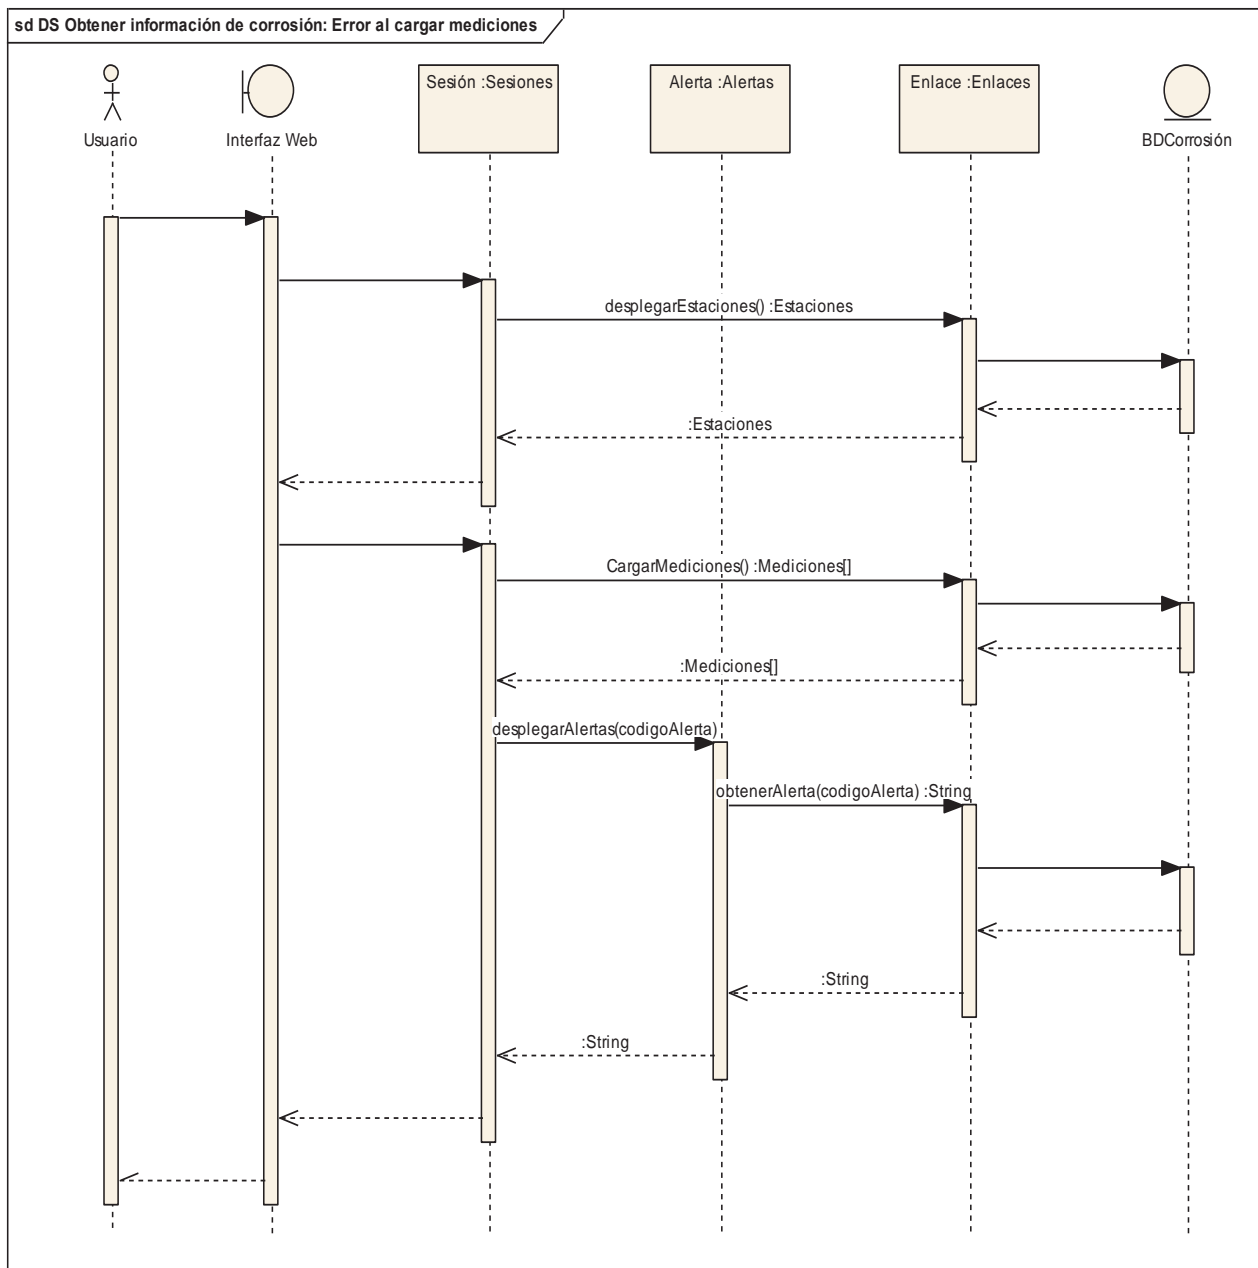 sd DS Obtener información de corrosión: Error al cargar mediciones
Sesión :Sesiones
Alerta :Alertas
Enlace :Enlaces
Usuario
Interfaz Web
BDCorrosión
desplegarEstaciones() :Estaciones
:Estaciones
CargarMediciones() :Mediciones[]
:Mediciones[]
desplegarAlertas(codigoAlerta)
obtenerAlerta(codigoAlerta) :String
:String
:String